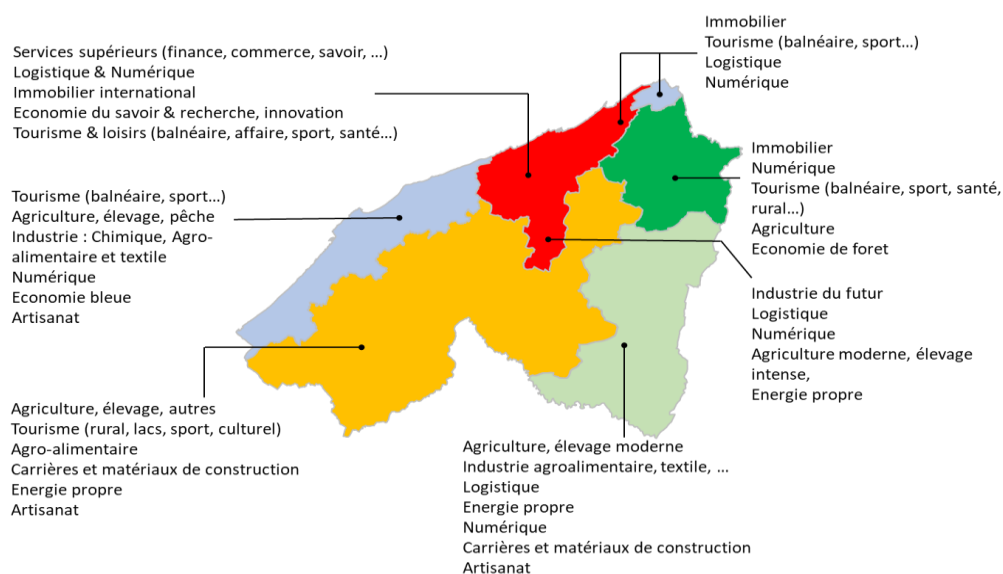 Services supérieurs (finance, commerce, savoir, ...)
Logistique & Numérique
Immobilier international
Economie du savoir & recherche, innovation
Tourisme & loisirs (balnéaire, affaire, sport, santé...)
Immobilier
Tourisme (balnéaire, sport...)
Logistique
Numérique
Tourisme (balnéaire, sport...)
Agriculture, élevage, pêche
Industrie : Chimique, Agro-
alimentaire et textile
Numérique
Economie bleue
Artisanat
Immobilier
Numérique
Tourisme (balnéaire, sport, santé,
rural...)
Agriculture
Economie de foret
Industrie du futur
Logistique
Numérique
Agriculture moderne, élevage
intense,
Energie propre
Agriculture, élevage, autres
Tourisme (rural, lacs, sport, culturel)
Agro-alimentaire
Carrières et matériaux de construction
Energie propre
Artisanat
Agriculture, élevage moderne
Industrie agroalimentaire, textile, ...
Logistique
Energie propre
Numérique
Carrières et matériaux de construction
Artisanat